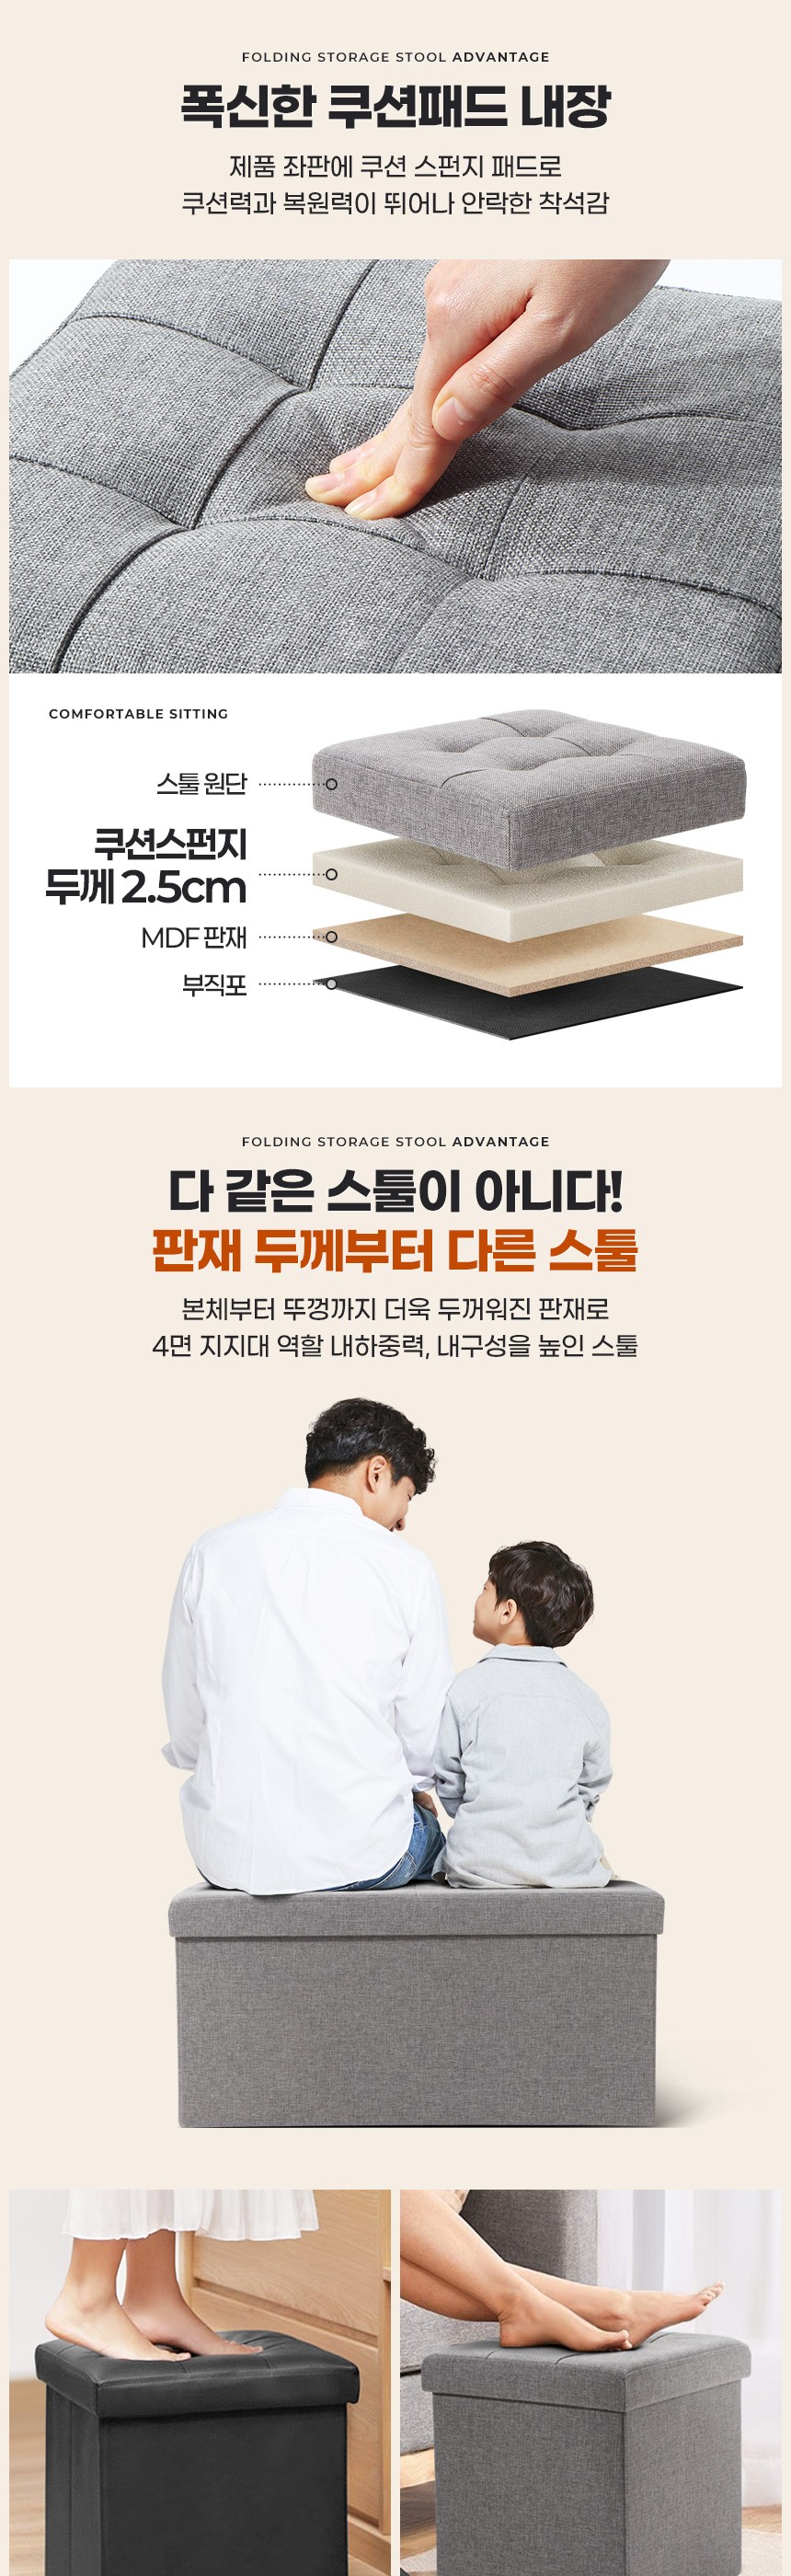 FOLDING STORAGE STOOL ADVANTAGE
폭신한 쿠션패드 내장
제품 좌판에 쿠션 스펀지 패드로
쿠션력과 복원력이 뛰어나 안락한 착석감
COMFORTABLE SITTING
스툴 원단
쿠션스펀지
두께 2.5cm
MDF 판재
부직포
FOLDING STORAGE STOOL ADVANTAGE
다 같은 스툴이 아니다!
판재 두께부터 다른 스툴
본체부터 뚜껑까지 더욱 두꺼워진 판재로
4면 지지대 역할 내하중력, 내구성을 높인 스툴